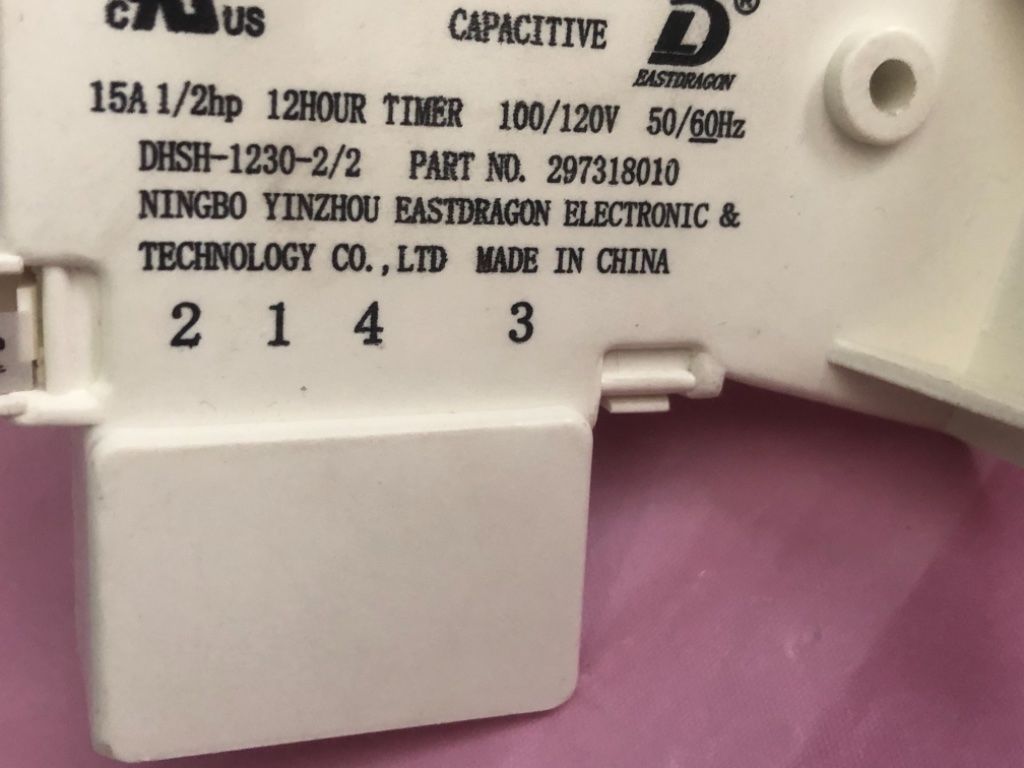 c US CAPACITIVE
EASTDRAGON
15A 1/2hp 12HOUR TIMER 100/120V 50/60Hz
DHSH-1230-2/2 PART NO. 297318010
NINGBO YINZHOU EASTDRAGON ELECTRONIC &
TECHNOLOGY CO.,LTD MADE IN CHINA
2 1 4 3